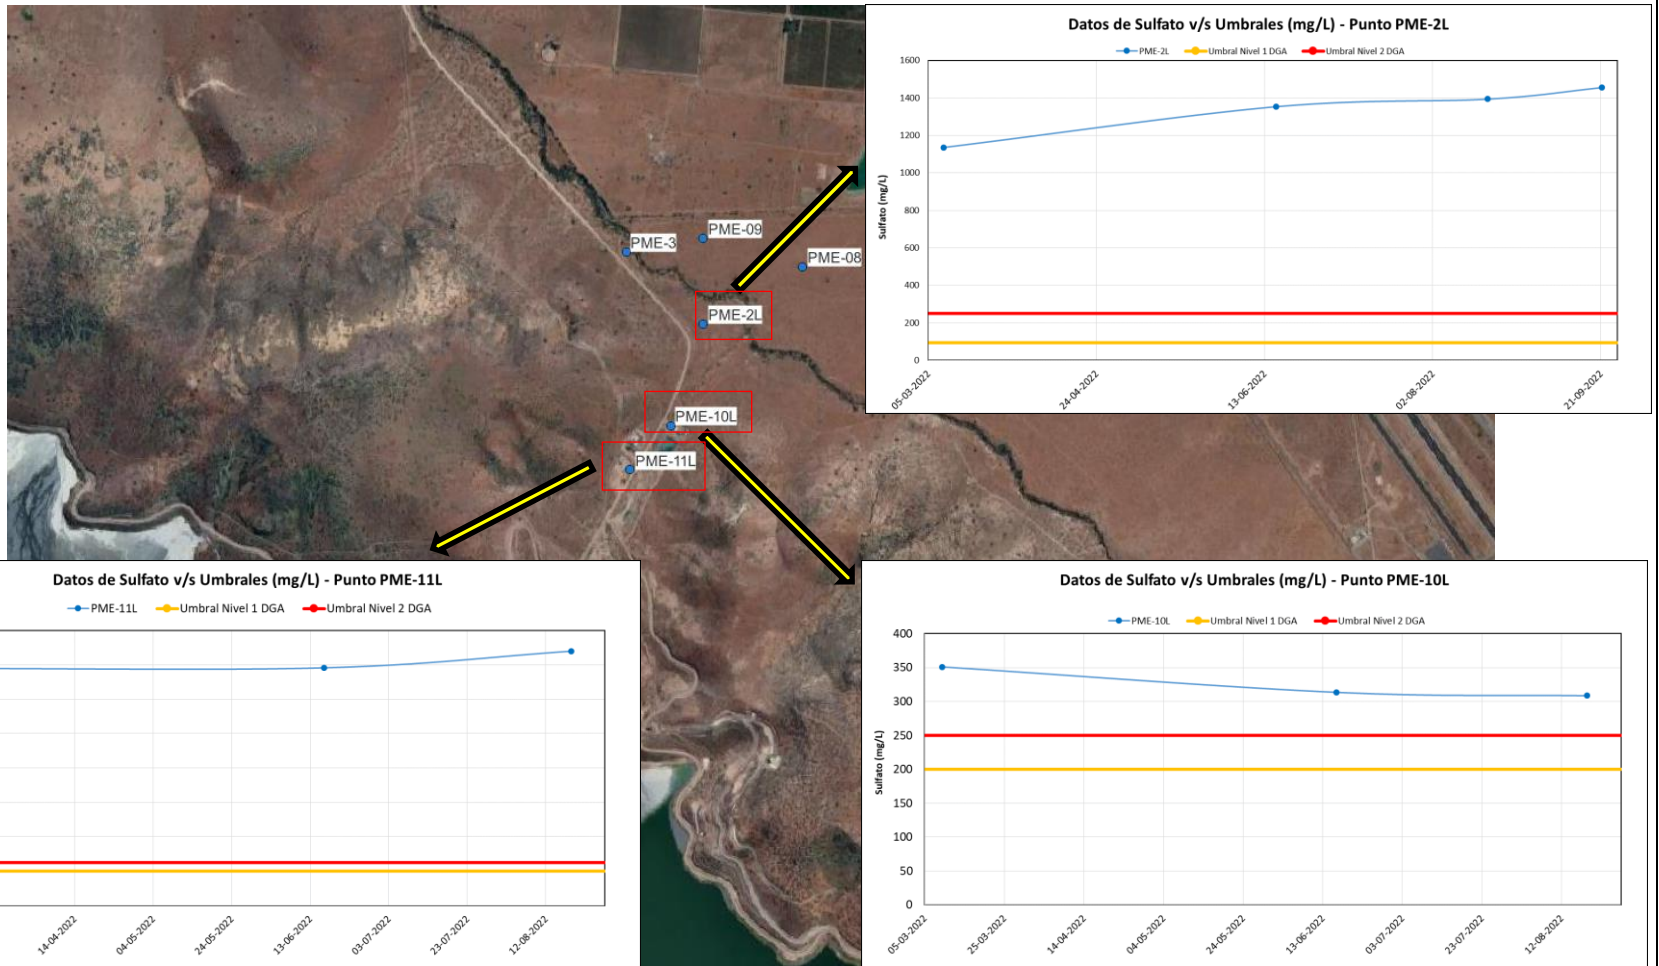 Datos de Sulfato v/s Umbrales (mg/L) - Punto PME-2L
PME-2L Umbral Nivel 1 DGA Umbral Nivel 2 DGA
Sulfato (mg/L)
1600
1400
1200
1000
800
600
400
200
0
05-03-2022 24-04-2022 13-06-2022 02-08-2022 21-09-2022
PME-09
PME-3
PME-08
PME-2L
PME-10L
PME-11L
Datos de Sulfato v/s Umbrales (mg/L) - Punto PME-11L
PME-11L Umbral Nivel 1 DGA Umbral Nivel 2 DGA
14-04-2022 04-05-2022 24-05-2022 13-06-2022 03-07-2022 23-07-2022 12-08-2022
Datos de Sulfato v/s Umbrales (mg/L) - Punto PME-10L
PME-10L Umbral Nivel 1 DGA Umbral Nivel 2 DGA
Sulfato (mg/L)
400
350
300
250
200
150
100
50
0
05-03-2022 25-03-2022 14-04-2022 04-05-2022 24-05-2022 13-06-2022 03-07-2022 23-07-2022 12-08-2022